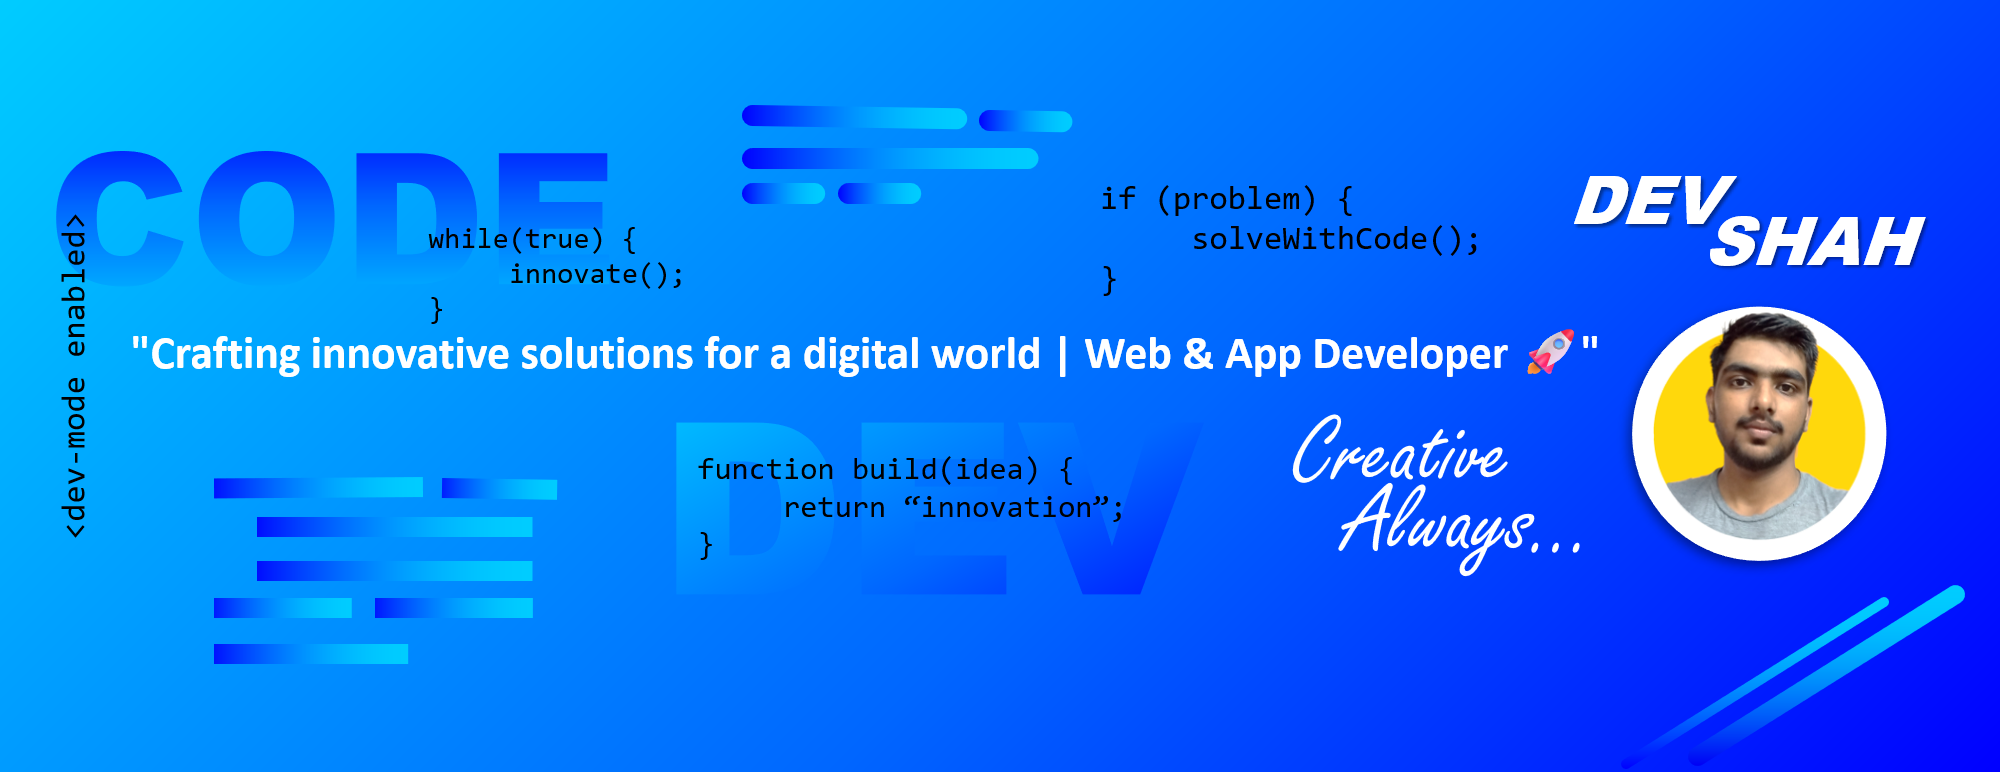 CODE
<dev-mode enabled>
while(true) {
innovate();
}
if (problem) {
solveWithCode();
}
DEV
SHAH
"Crafting innovative solutions for a digital world | Web & App Developer 🚀"
DEV
function build(idea) {
return “innovation”;
}
Creative
Always...